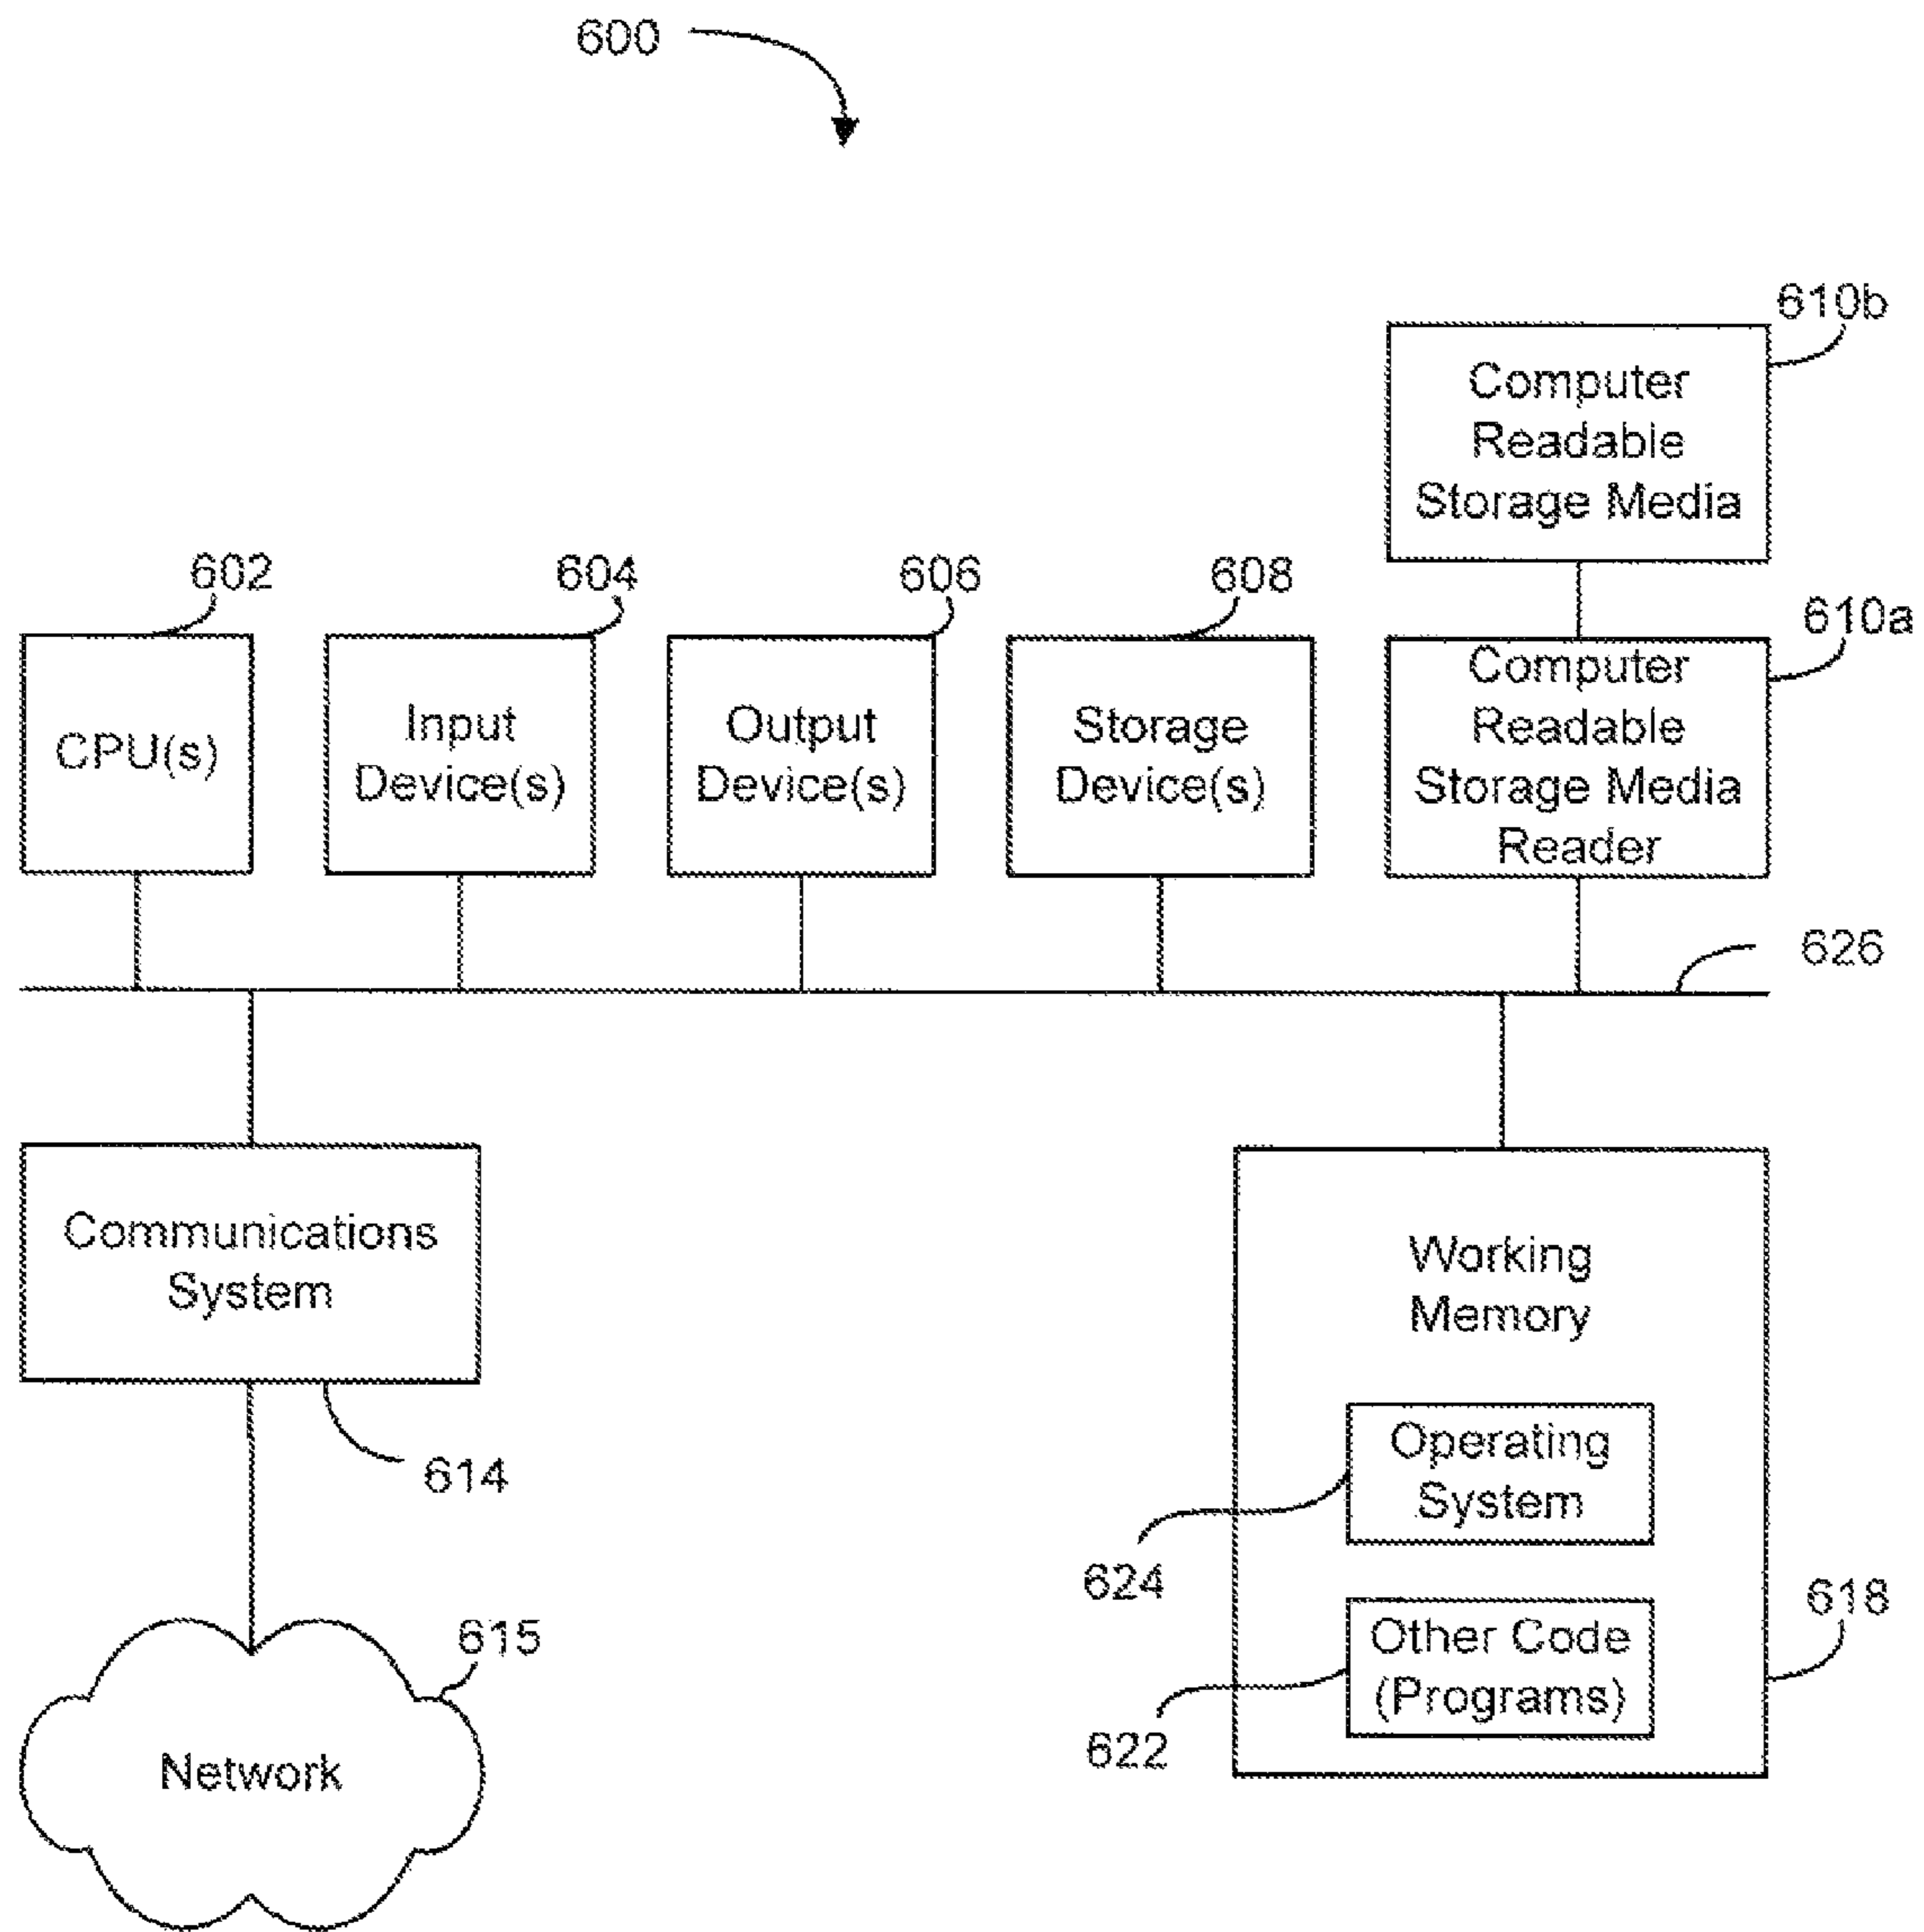 600
610b
Computer
Readable
Storage Media
602
604
606
608
610a
CPU(s)
Input
Device(s)
Output
Device(s)
Storage
Device(s)
Computer
Readable
Storage Media
Reader
626
Communications
System
614
Working
Memory
Operating
System
624
Other Code
(Programs)
622
618
615
Network